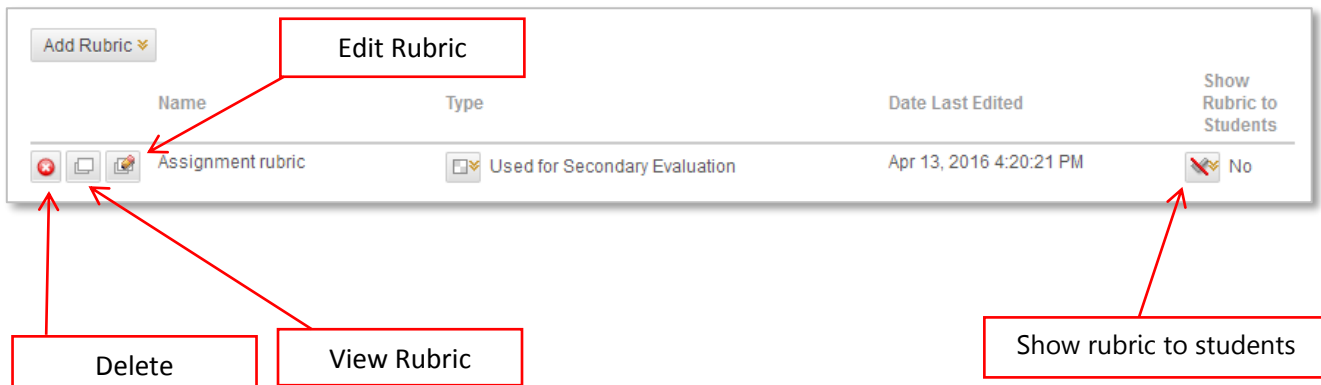 Add Rubric
Edit Rubric
Name
Type
Date Last Edited
Show
Rubric to
Students
Assignment rubric
Used for Secondary Evaluation
Apr 13, 2016 4:20:21 PM
No
Delete
View Rubric
Show rubric to students